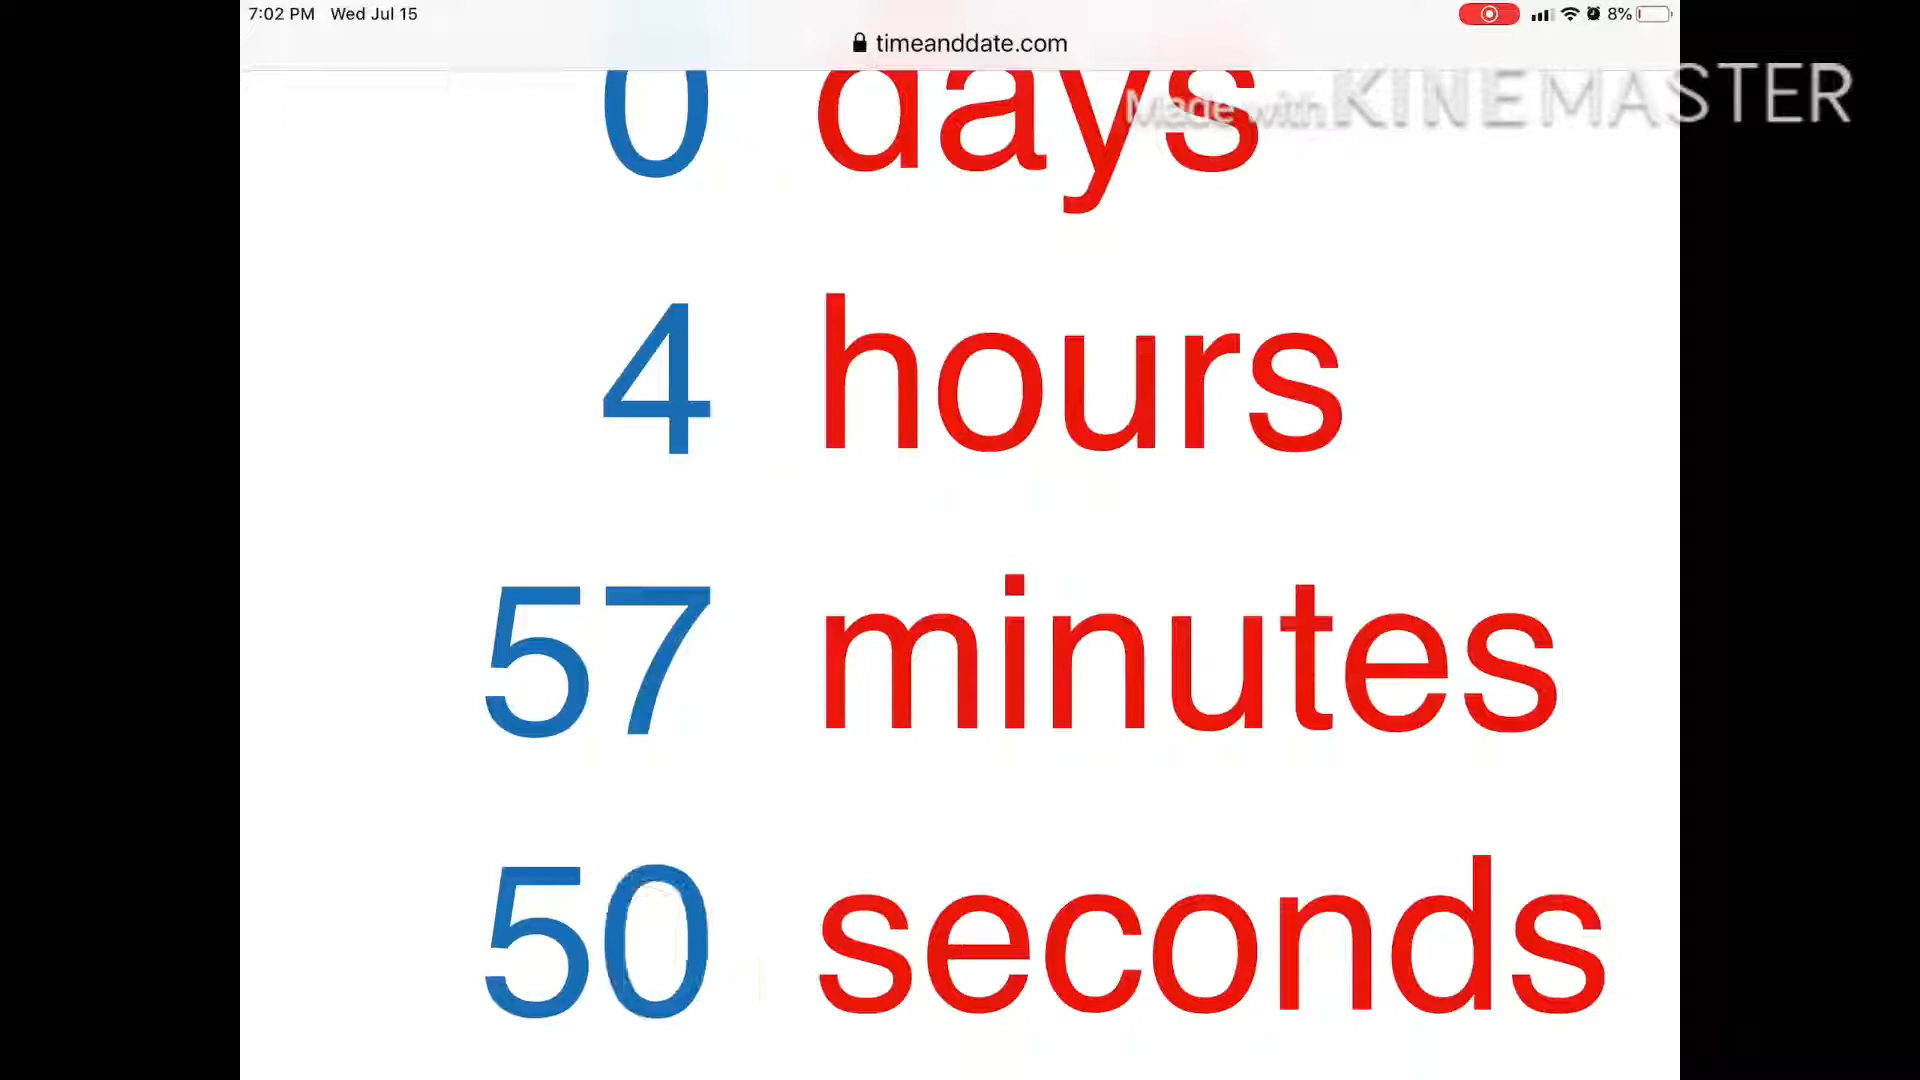 7:02 PM Wed Jul 15
8%
timeanddate.com
Made with KINEMASTER
0 days
4 hours
57 minutes
50 seconds